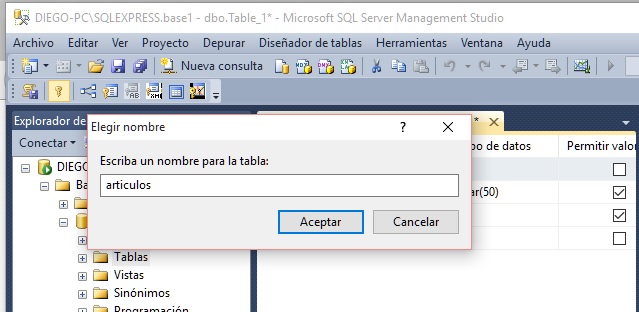 DIEGO-PC\SQLEXPRESS.base1 - dbo.Table_1* - Microsoft SQL Server Management Studio
Archivo Editar Ver Proyecto Depurar Diseñador de tablas Herramientas Ventana Ayuda
Nueva consulta
Explorador de
Conectar
Elegir nombre
Escriba un nombre para la tabla:
articulos
Aceptar Cancelar
po de datos Permitir valor
ar(50)
DIEGO
Ba
Tablas
Vistas
Sinónimos
Programación